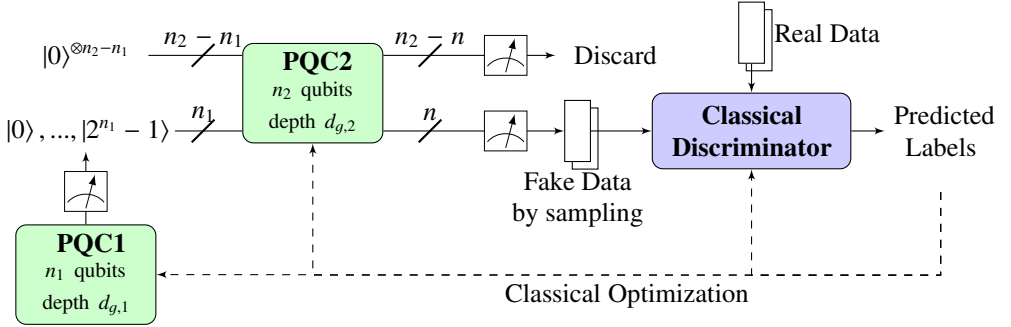 |0⟩^{⊗n₂−n₁}
n₂ − n₁
PQC2
n₂ qubits
depth d_{g,2}
n₂ − n
Discard
Real Data
|0⟩ , ..., |2^{n₁} − 1⟩
n₁
n
Fake Data
by sampling
Classical
Discriminator
Predicted
Labels
PQC1
n₁ qubits
depth d_{g,1}
Classical Optimization